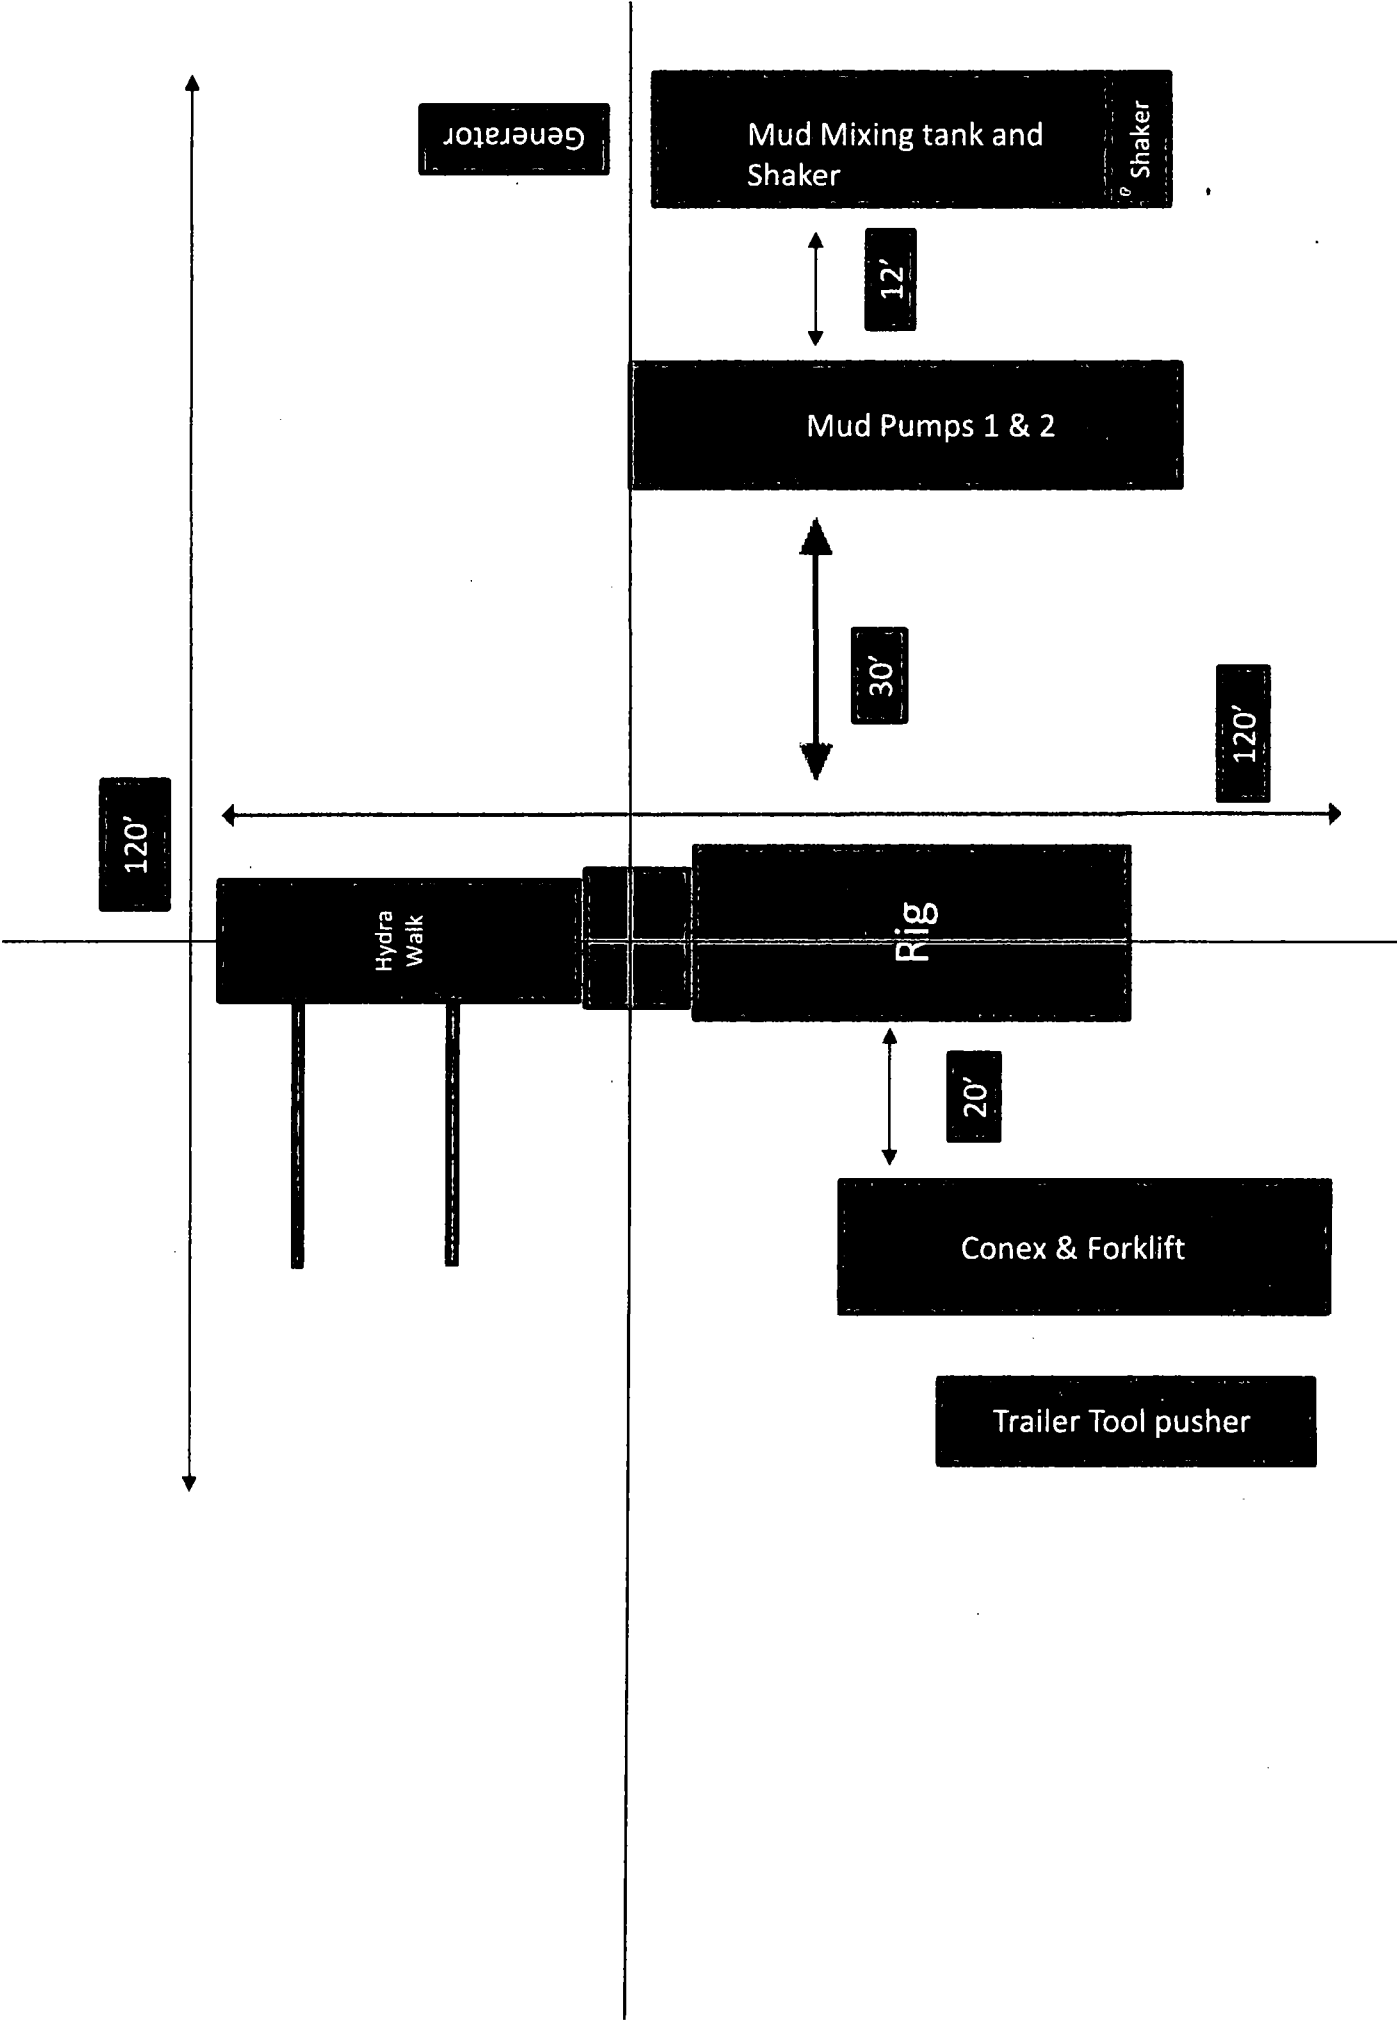 Generator
Mud Mixing tank and
Shaker
Shaker
12'
Mud Pumps 1 & 2
30'
120'
120'
Hydra
Walk
Rig
20'
Conex & Forklift
Trailer Tool pusher